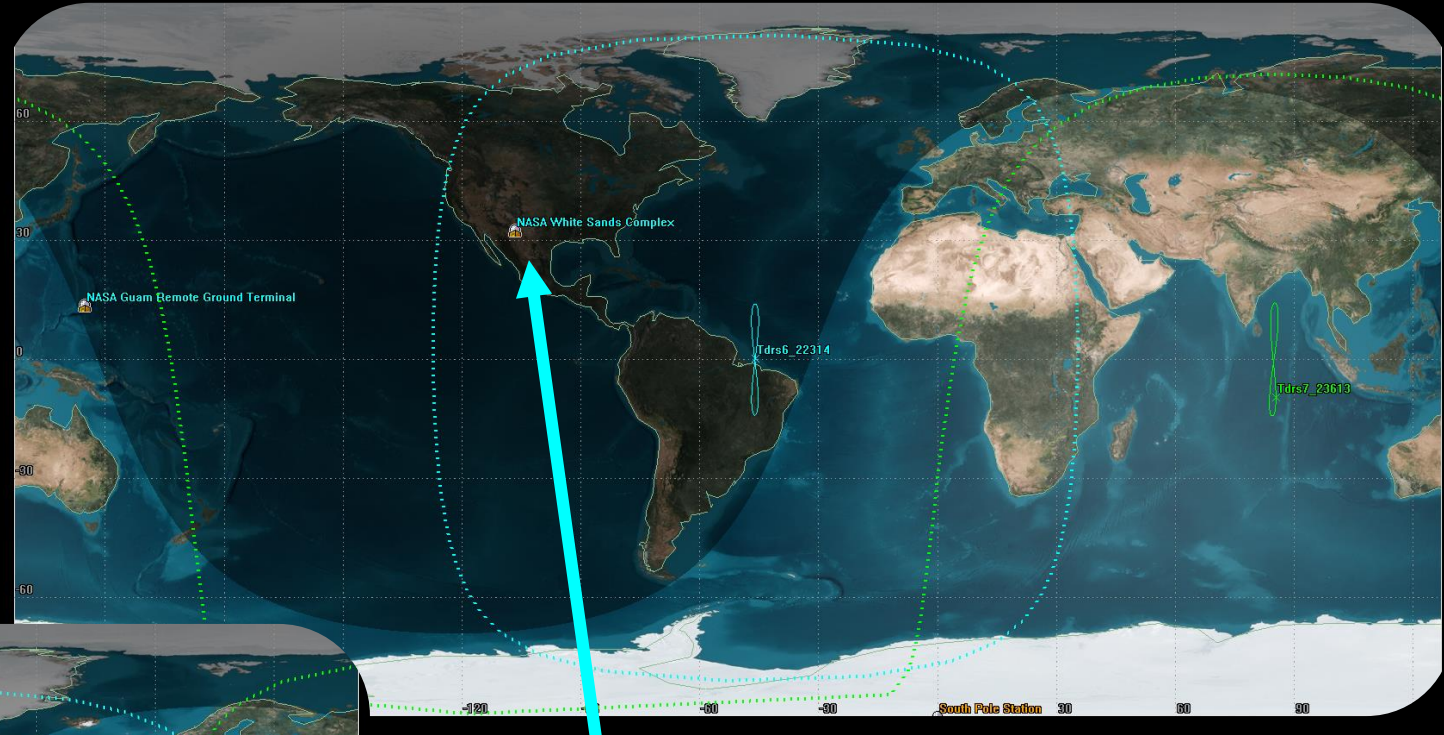 60
NASA White Sands Complex
30
NASA Guam Remote Ground Terminal
0
Tdrs6_22314
Tdrs7_23613
-30
-60
-120
-60
-30
South Pole Station
30
60
90